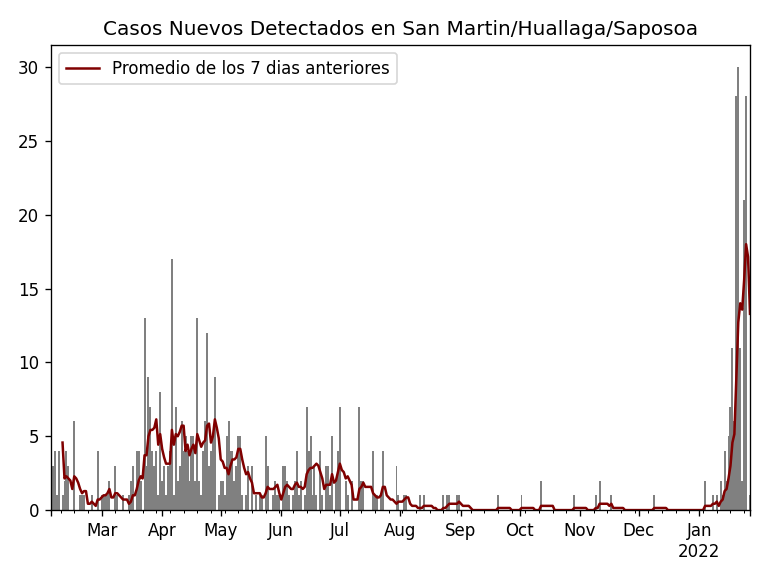 Casos Nuevos Detectados en San Martin/Huallaga/Saposoa
Promedio de los 7 dias anteriores
30
25
20
15
10
5
0
Mar Apr May Jun Jul Aug Sep Oct Nov Dec Jan
2022